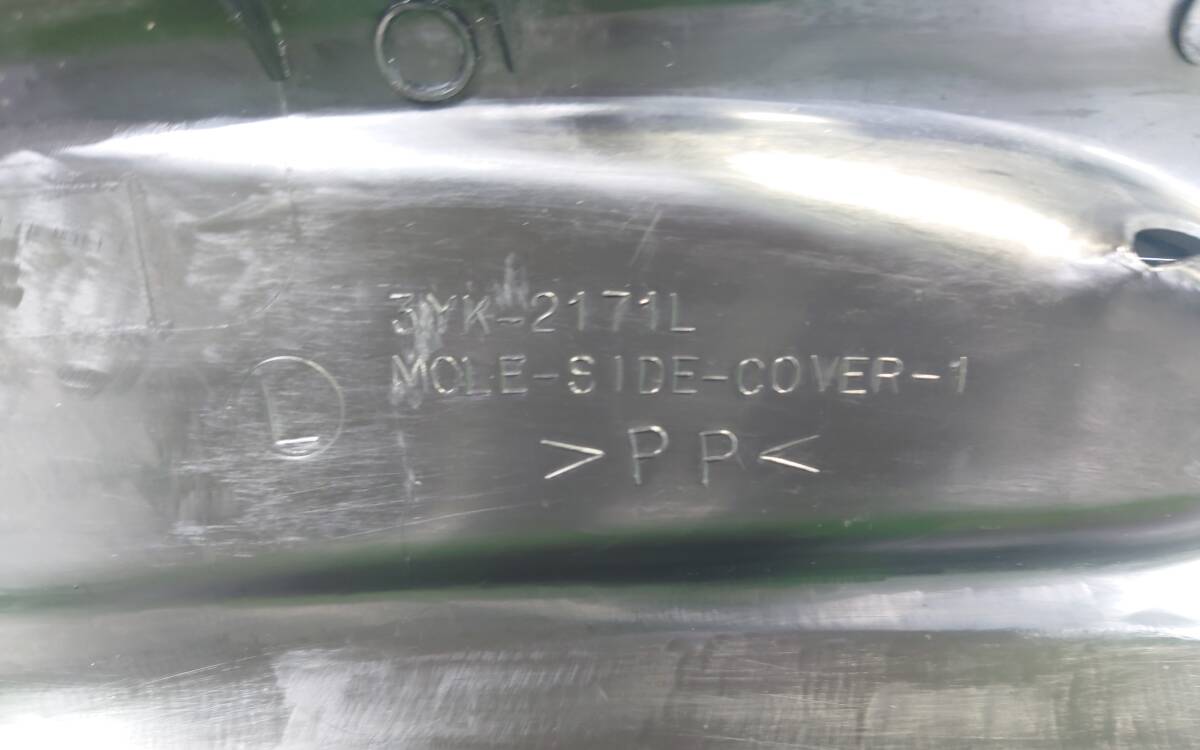 3YK-2171L
MOLE-SIDE-COVER-1
L
>PP<